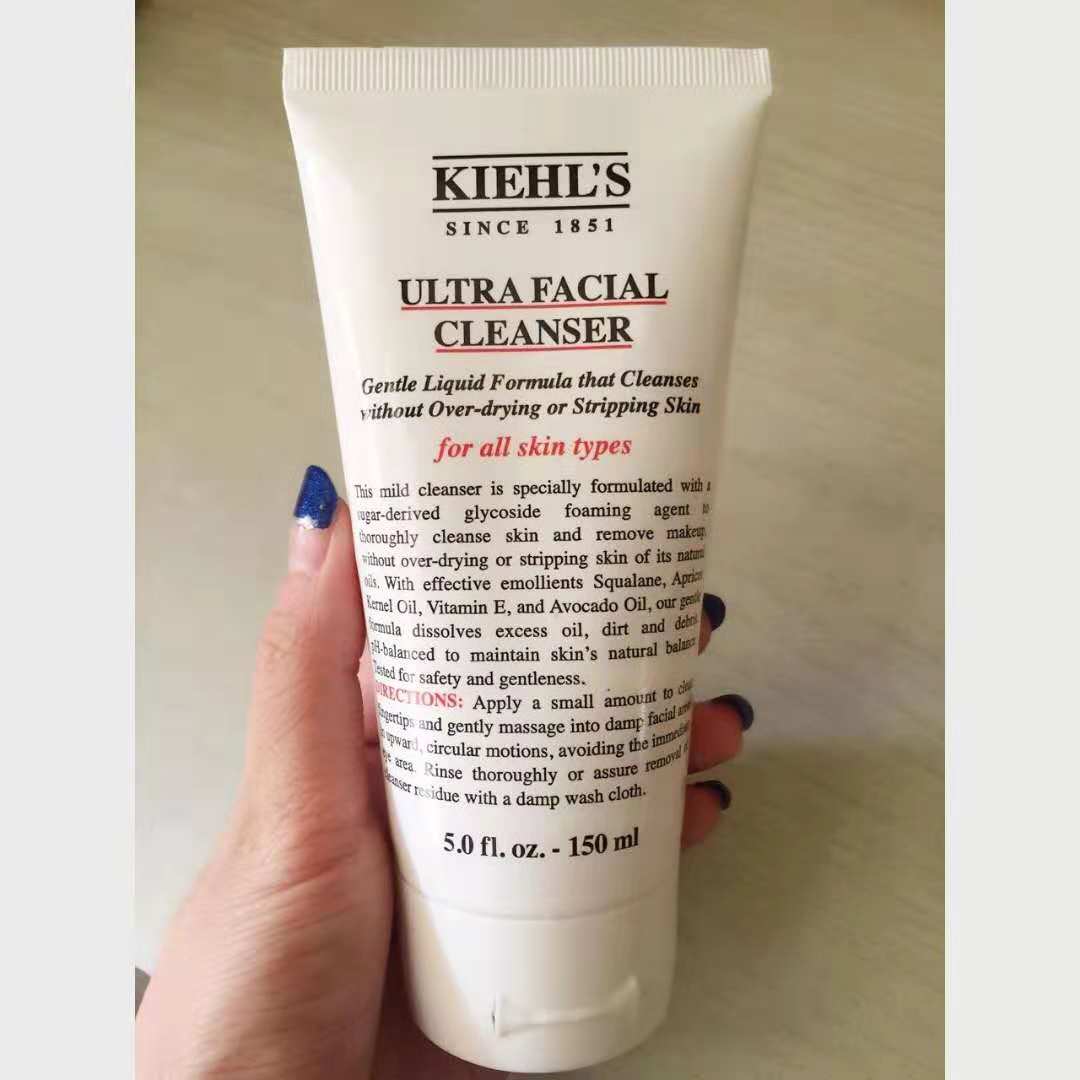 KIEHL'S
SINCE 1851
ULTRA FACIAL
CLEANSER
Gentle Liquid Formula that Cleanses
without Over-drying or Stripping Skin
for all skin types
This mild cleanser is specially formulated with a
sugar-derived glycoside foaming agent to
thoroughly cleanse skin and remove makeup,
without over-drying or stripping skin of its natural
oils. With effective emollients Squalane, Apricot
Kernel Oil, Vitamin E, and Avocado Oil, our gentle
formula dissolves excess oil, dirt and debris.
pH-balanced to maintain skin's natural balance.
Tested for safety and gentleness.
DIRECTIONS: Apply a small amount to clean
fingertips and gently massage into damp facial area
in upward, circular motions, avoiding the immediate
eye area. Rinse thoroughly or assure removal of
cleanser residue with a damp wash cloth.
5.0 fl. oz. - 150 ml